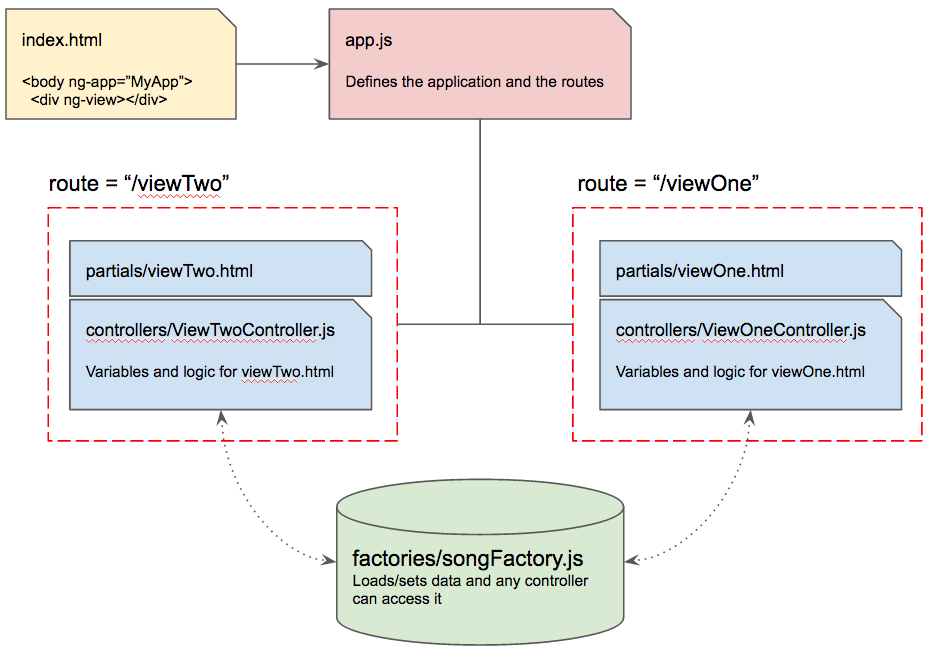 index.html
<body ng-app=”MyApp”>
<div ng-view></div>
app.js
Defines the application and the routes
route = “/viewTwo”
partials/viewTwo.html
controllers/ViewTwoController.js
Variables and logic for viewTwo.html
route = “/viewOne”
partials/viewOne.html
controllers/ViewOneController.js
Variables and logic for viewOne.html
factories/songFactory.js
Loads/sets data and any controller
can access it